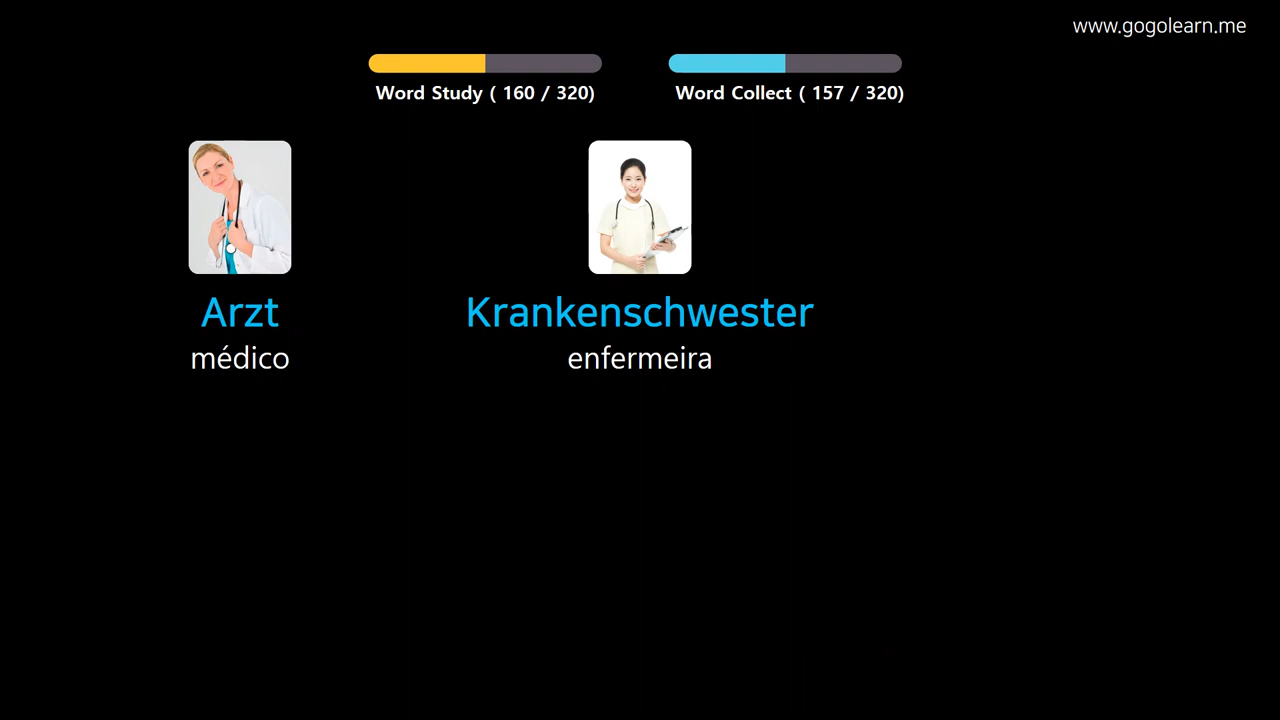 www.gogolearn.me
Word Study ( 160 / 320)
Word Collect ( 157 / 320)
Arzt
médico
Krankenschwester
enfermeira